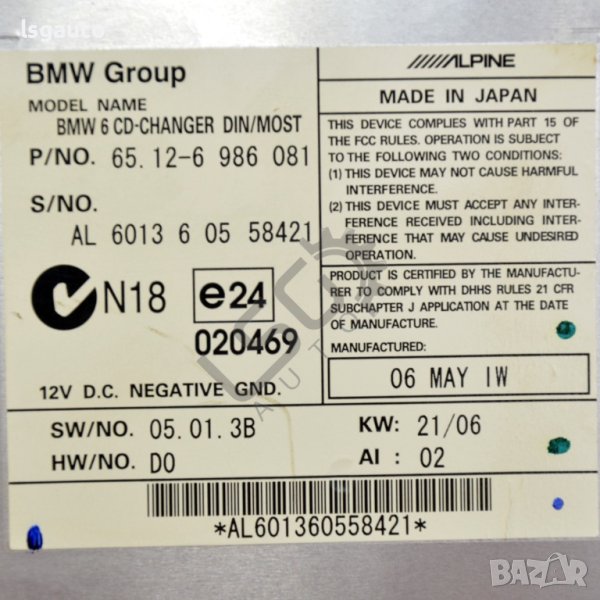 lsgauto
BMW Group
MODEL NAME
BMW 6 CD-CHANGER DIN/MOST
P/NO. 65.12-6 986 081
S/NO.
AL 6013 6 05 58421
N18
e24
020469
12V D.C. NEGATIVE GND.
ALPINE
MADE IN JAPAN
THIS DEVICE COMPLIES WITH PART 15 OF
THE FCC RULES. OPERATION IS SUBJECT
TO THE FOLLOWING TWO CONDITIONS:
(1) THIS DEVICE MAY NOT CAUSE HARMFUL
INTERFERENCE.
(2) THIS DEVICE MUST ACCEPT ANY INTER-
FERENCE RECEIVED INCLUDING INTER-
FERENCE THAT MAY CAUSE UNDESIRED
OPERATION.
PRODUCT IS CERTIFIED BY THE MANUFACTU-
RER TO COMPLY WITH DHHS RULES 21 CFR
SUBCHAPTER J APPLICATION AT THE DATE
OF MANUFACTURE.
MANUFACTURED:
06 MAY IW
SW/NO. 05.01.3B
KW: 21/06
HW/NO. D0
AI : 02
*AL601360558421*
AUTO
BAZAR